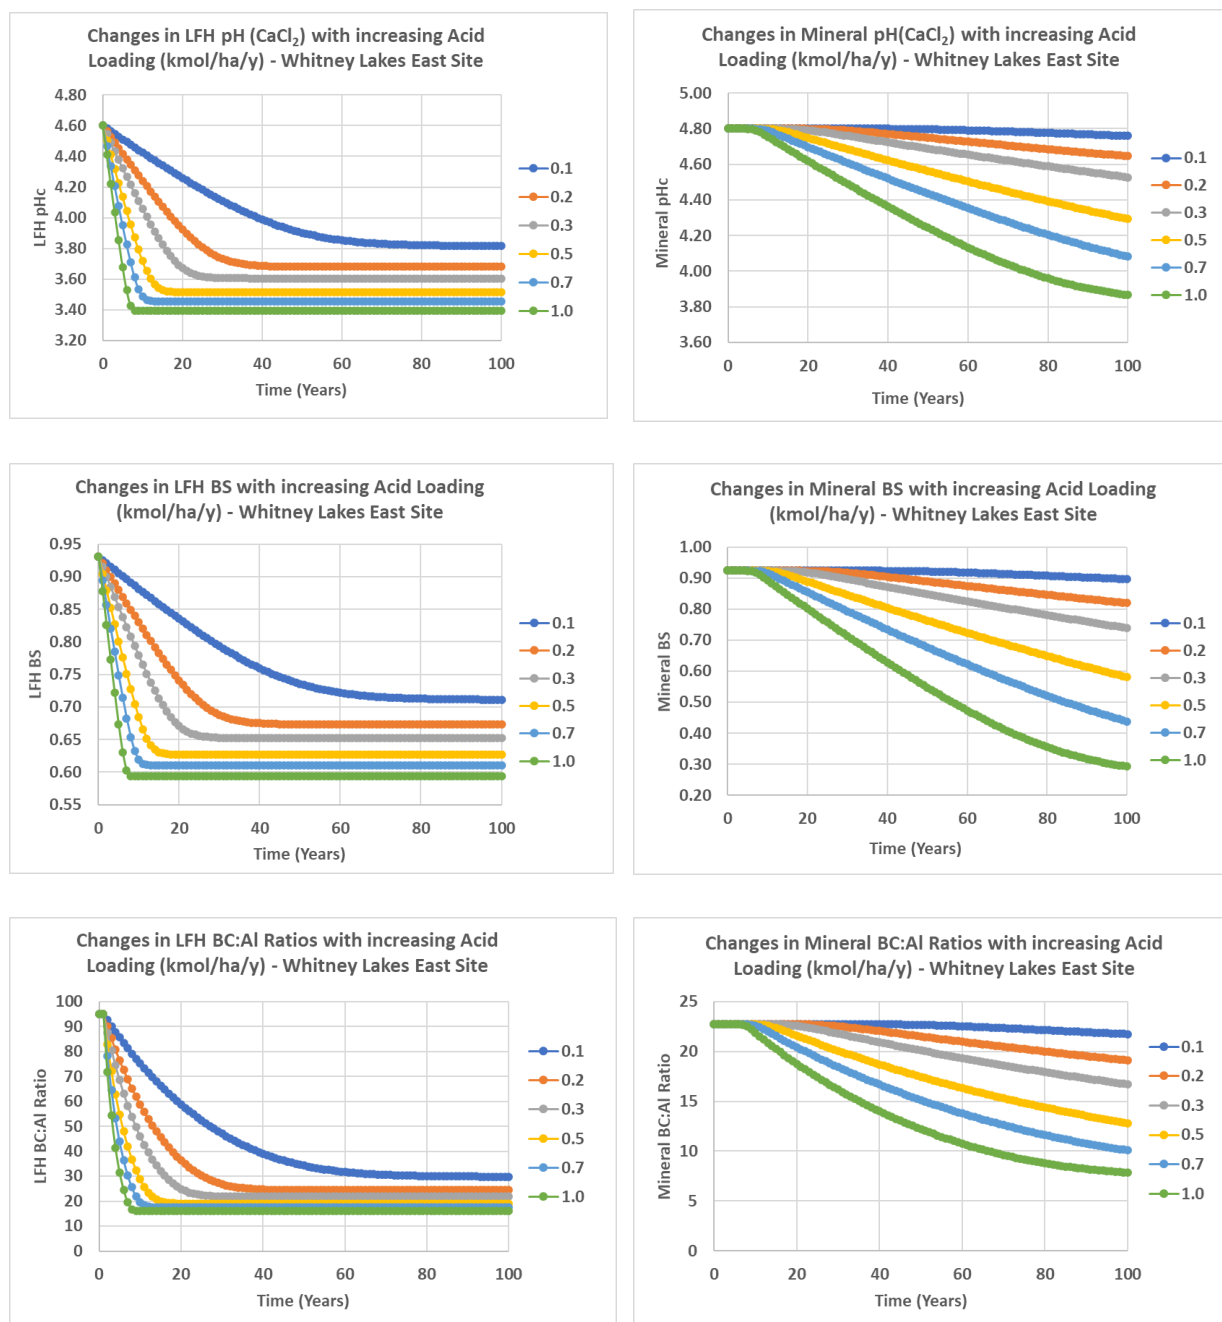 Changes in LFH pH (CaCl2) with increasing Acid
Loading (kmol/ha/y) - Whitney Lakes East Site
LFH pHc
4.80
4.60
4.40
4.20
4.00
3.80
3.60
3.40
3.20
0 20 40 60 80 100
Time (Years)
0.1
0.2
0.3
0.5
0.7
1.0
Changes in Mineral pH(CaCl2) with increasing Acid
Loading (kmol/ha/y) - Whitney Lakes East Site
Mineral pHc
5.00
4.80
4.60
4.40
4.20
4.00
3.80
3.60
0 20 40 60 80 100
Time (Years)
0.1
0.2
0.3
0.5
0.7
1.0
Changes in LFH BS with increasing Acid Loading
(kmol/ha/y) - Whitney Lakes East Site
LFH BS
0.95
0.90
0.85
0.80
0.75
0.70
0.65
0.60
0.55
0 20 40 60 80 100
Time (Years)
0.1
0.2
0.3
0.5
0.7
1.0
Changes in Mineral BS with increasing Acid Loading
(kmol/ha/y) - Whitney Lakes East Site
Mineral BS
1.00
0.90
0.80
0.70
0.60
0.50
0.40
0.30
0.20
0 20 40 60 80 100
Time (Years)
0.1
0.2
0.3
0.5
0.7
1.0
Changes in LFH BC:Al Ratios with increasing Acid
Loading (kmol/ha/y) - Whitney Lakes East Site
LFH BC:Al Ratio
100
90
80
70
60
50
40
30
20
10
0
0 20 40 60 80 100
Time (Years)
0.1
0.2
0.3
0.5
0.7
1.0
Changes in Mineral BC:Al Ratios with increasing Acid
Loading (kmol/ha/y) - Whitney Lakes East Site
Mineral BC:Al Ratio
25
20
15
10
5
0
0 20 40 60 80 100
Time (Years)
0.1
0.2
0.3
0.5
0.7
1.0